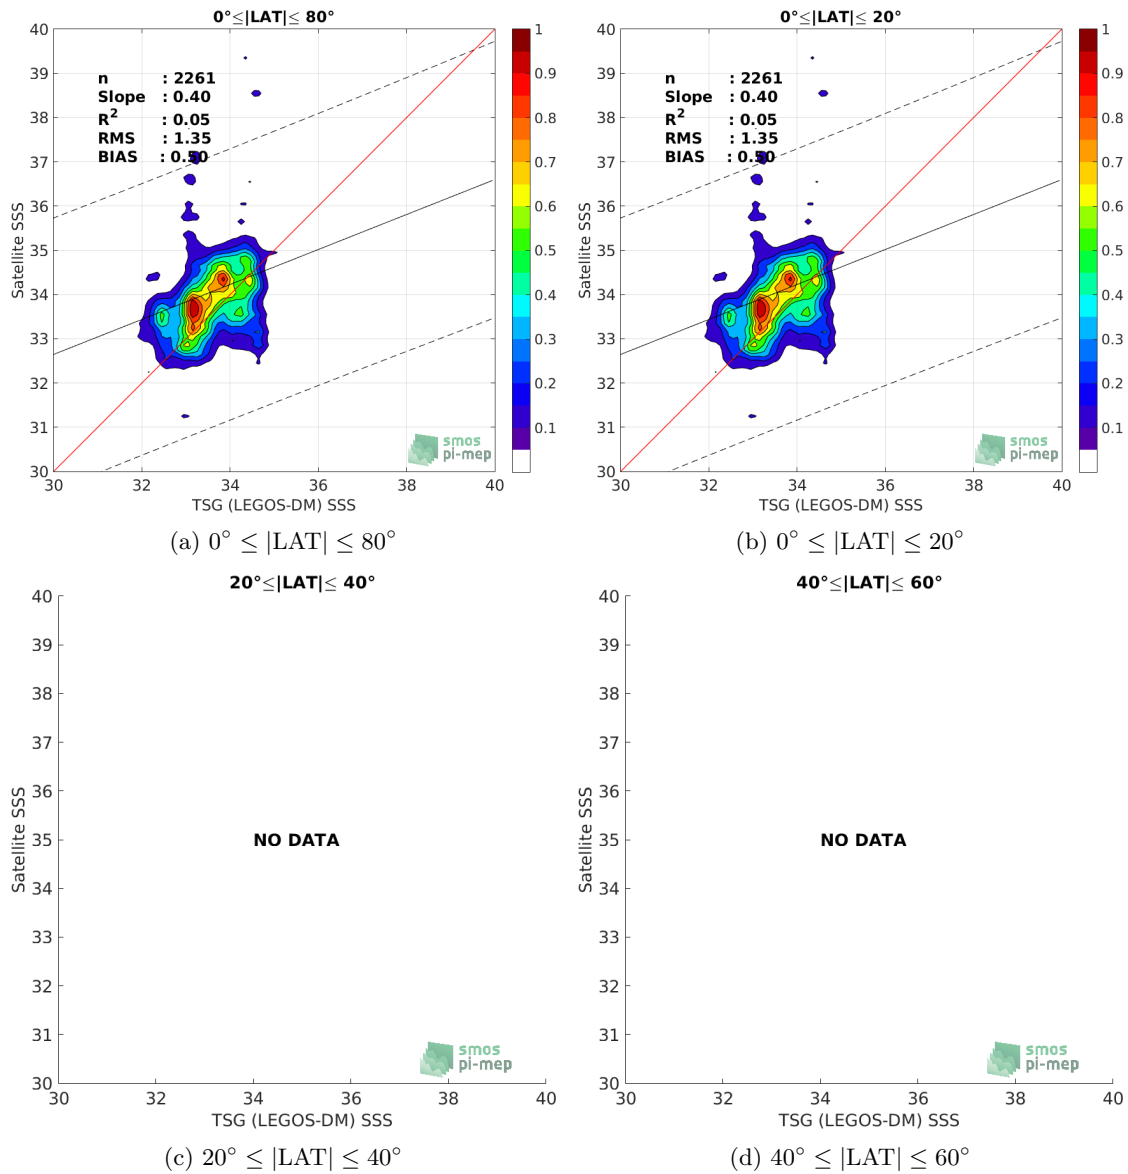 0°≤|LAT|≤ 80°
40
39
38
37
36
35
34
33
32
31
30
Satellite SSS
n : 2261
Slope : 0.40
R2 : 0.05
RMS : 1.35
BIAS : 0.50
smos
pi-mep
30 32 34 36 38 40
TSG (LEGOS-DM) SSS
1
0.9
0.8
0.7
0.6
0.5
0.4
0.3
0.2
0.1
(a) 0° ≤ |LAT| ≤ 80°
0°≤|LAT|≤ 20°
40
39
38
37
36
35
34
33
32
31
30
Satellite SSS
n : 2261
Slope : 0.40
R2 : 0.05
RMS : 1.35
BIAS : 0.50
smos
pi-mep
30 32 34 36 38 40
TSG (LEGOS-DM) SSS
1
0.9
0.8
0.7
0.6
0.5
0.4
0.3
0.2
0.1
(b) 0° ≤ |LAT| ≤ 20°
20°≤|LAT|≤ 40°
40
39
38
37
36
35
34
33
32
31
30
Satellite SSS
NO DATA
smos
pi-mep
30 32 34 36 38 40
TSG (LEGOS-DM) SSS
(c) 20° ≤ |LAT| ≤ 40°
40°≤|LAT|≤ 60°
40
39
38
37
36
35
34
33
32
31
30
Satellite SSS
NO DATA
smos
pi-mep
30 32 34 36 38 40
TSG (LEGOS-DM) SSS
(d) 40° ≤ |LAT| ≤ 60°